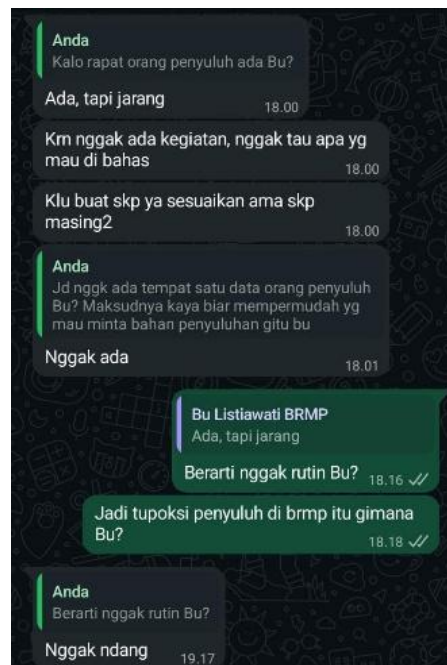 Anda
Kalo rapat orang penyuluh ada Bu?
Ada, tapi jarang
18.00
Krn nggak ada kegiatan, nggak tau apa yg
mau di bahas
18.00
Klu buat skp ya sesuaikan ama skp
masing2
18.00
Anda
Jd nggk ada tempat satu data orang penyuluh
Bu? Maksudnya kaya biar mempermudah yg
mau minta bahan penyuluhan gitu bu
Nggak ada
18.01
Bu Listiawati BRMP
Ada, tapi jarang
Berarti nggak rutin Bu? 18.16
Jadi tupoksi penyuluh di brmp itu gimana
Bu?
18.18
Anda
Berarti nggak rutin Bu?
Nggak ndang
19.17